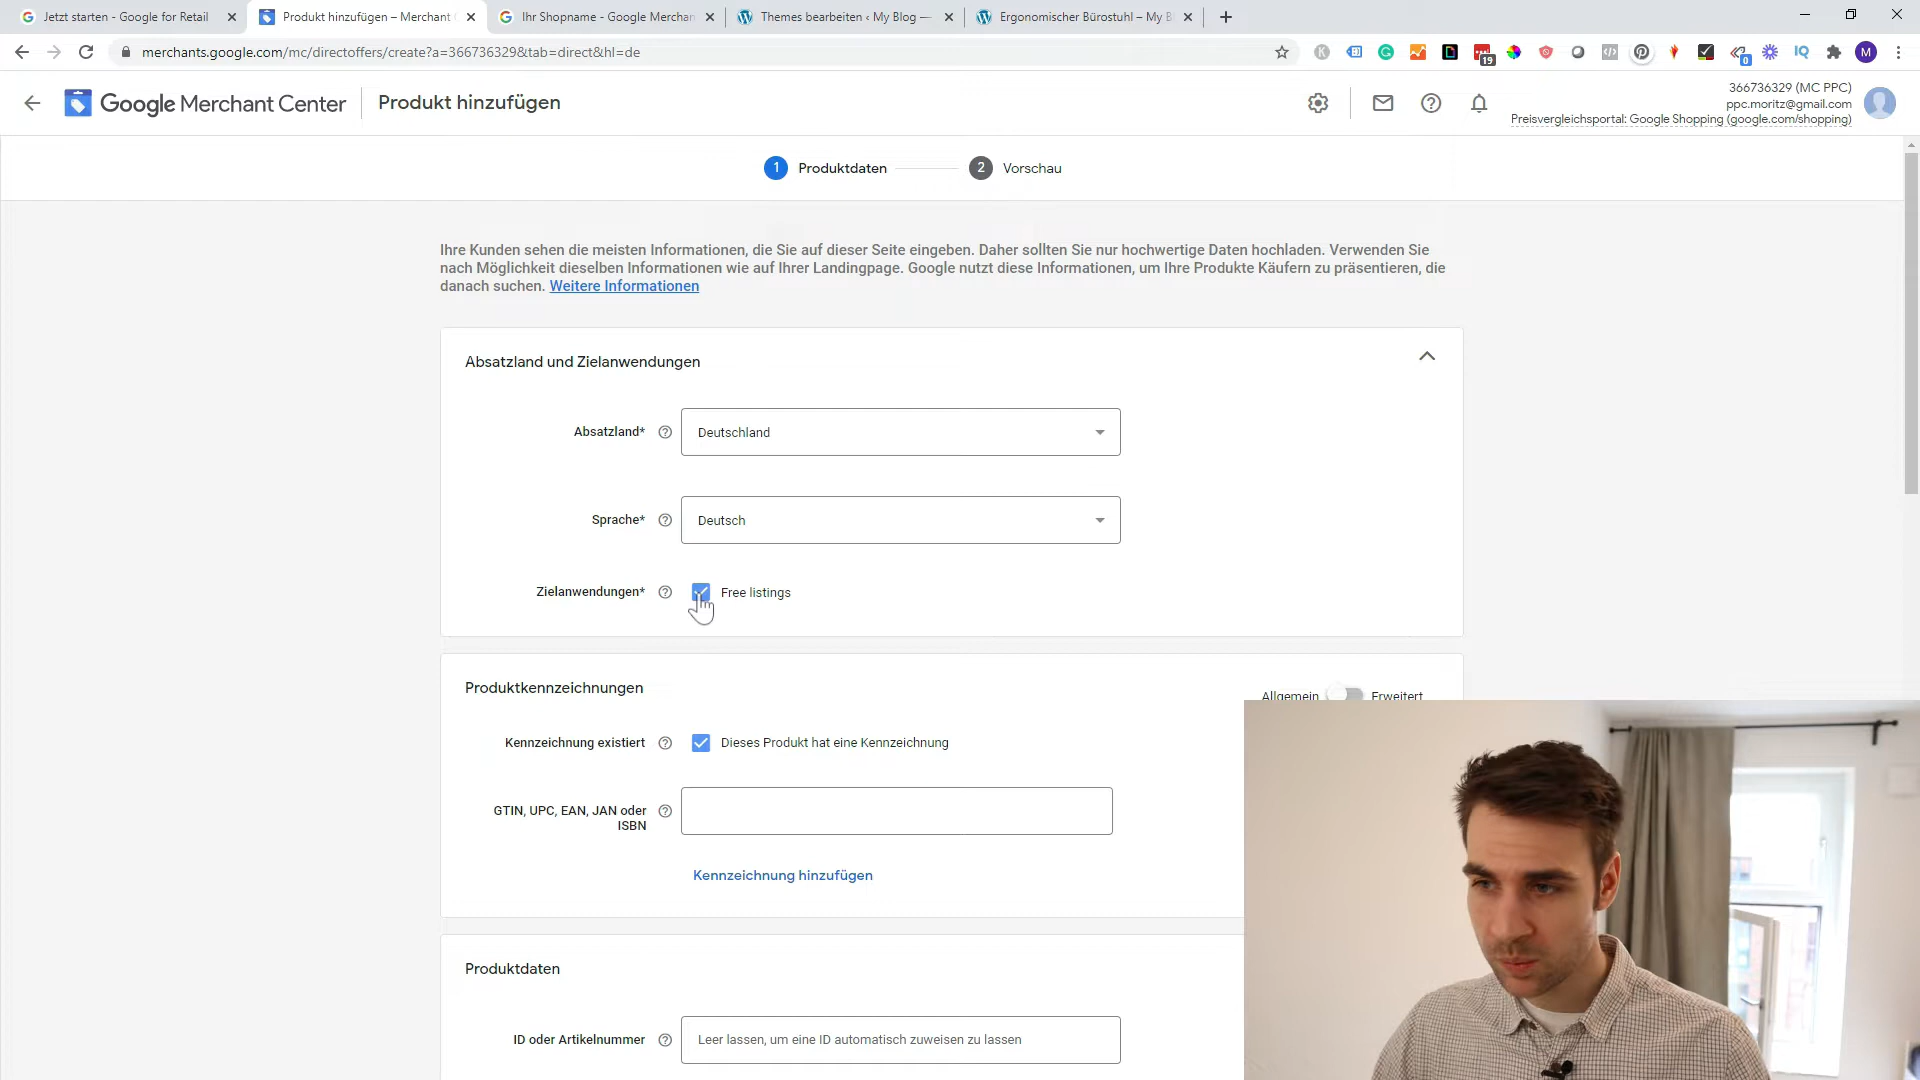 Jetzt starten - Google for Retail
Produkt hinzufügen – Merchant C
Ihr Shopname - Google Merchan
Themes bearbeiten ‹ My Blog —
Ergonomischer Bürostuhl – My B
merchants.google.com/mc/directoffers/create?a=366736329&tab=direct&hl=de
19
0
M
Google Merchant Center
Produkt hinzufügen
366736329 (MC PPC)
ppc.moritz@gmail.com
Preisvergleichsportal: Google Shopping (google.com/shopping)
1 Produktdaten
2 Vorschau
Ihre Kunden sehen die meisten Informationen, die Sie auf dieser Seite eingeben. Daher sollten Sie nur hochwertige Daten hochladen. Verwenden Sie
nach Möglichkeit dieselben Informationen wie auf Ihrer Landingpage. Google nutzt diese Informationen, um Ihre Produkte Käufern zu präsentieren, die
danach suchen. Weitere Informationen
Absatzland und Zielanwendungen
Absatzland*
Deutschland
Sprache*
Deutsch
Zielanwendungen*
Free listings
Produktkennzeichnungen
Allgemein
Erweitert
Kennzeichnung existiert
Dieses Produkt hat eine Kennzeichnung
GTIN, UPC, EAN, JAN oder
ISBN
Kennzeichnung hinzufügen
Produktdaten
ID oder Artikelnummer
Leer lassen, um eine ID automatisch zuweisen zu lassen